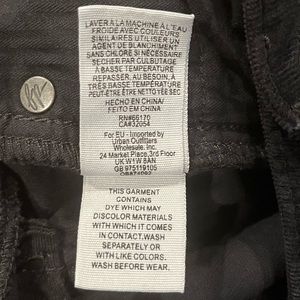 LAVER À LA MACHINE À L'EAU
FROIDE AVEC COULEURS
SIMILAIRES UTILISER UN
AGENT DE BLANCHIMENT
SANS CHLORE SI NÉCESSAIRE
SÉCHER PAR CULBUTAGE
À BASSE TEMPÉRATURE
REPASSER, AU BESOIN, À
TRÈS BASSE TEMPÉRATURE
PEUT-ÊTRE ÊTRE NETTOYÉE SEC
HECHO EN CHINA/
FEITO EM CHINA
RN#66170
CA#32054
For EU - Imported by
Urban Outfitters
Wholesale, Inc.
24 Market Place, 3rd Floor
UK W1W 8AN
GB 975119105
THIS GARMENT
CONTAINS
DYE WHICH MAY
DISCOLOR MATERIALS
WITH WHICH IT COMES
IN CONTACT. WASH
SEPARATELY OR
WITH LIKE COLORS.
WASH BEFORE WEAR.